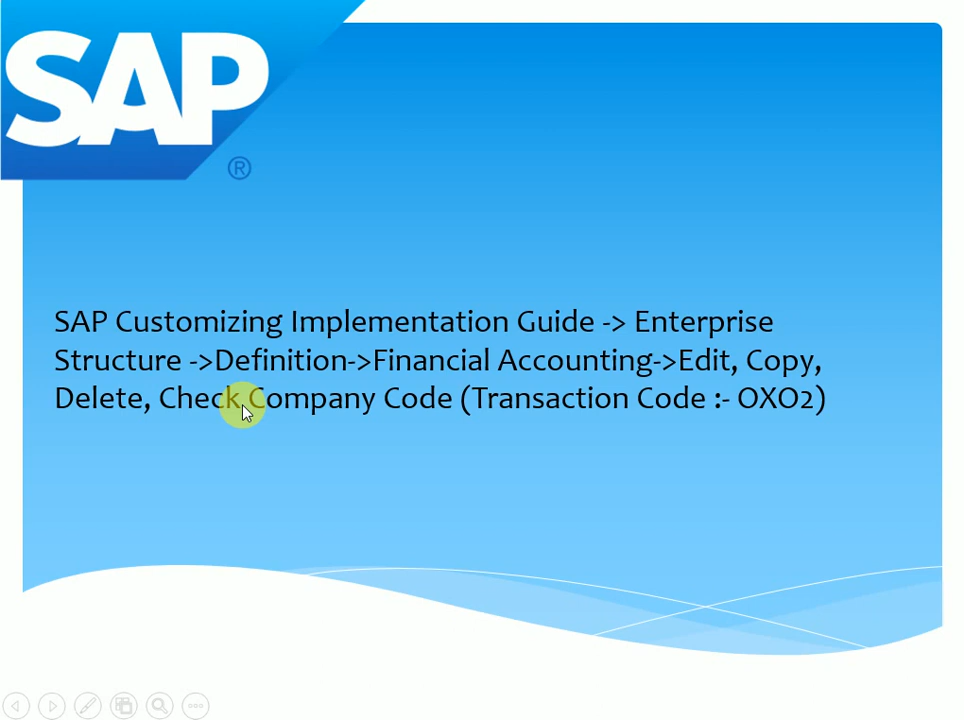 SAP
®
SAP Customizing Implementation Guide -> Enterprise
Structure ->Definition->Financial Accounting->Edit, Copy,
Delete, Check Company Code (Transaction Code :- OXO2)